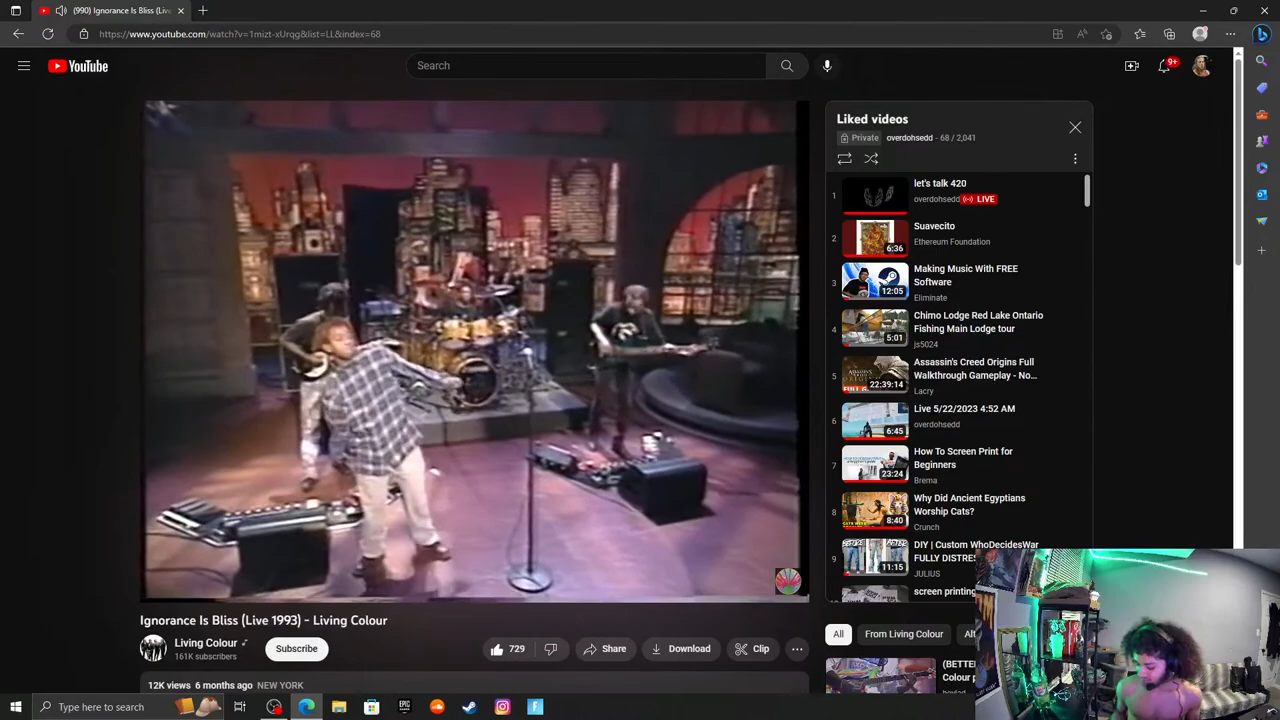 (990) Ignorance Is Bliss (Live
https://www.youtube.com/watch?v=1mizt-xUrqg&list=LL&index=68
YouTube
Search
9+
Liked videos
Private overdohsedd - 68 / 2,041
1
let's talk 420
overdohsedd LIVE
2
6:36
Suavecito
Ethereum Foundation
3
12:05
Making Music With FREE
Software
Eliminate
4
5:01
Chimo Lodge Red Lake Ontario
Fishing Main Lodge tour
js5024
5
22:39:14
Assassin's Creed Origins Full
Walkthrough Gameplay - No...
Lacry
6
6:45
Live 5/22/2023 4:52 AM
overdohsedd
7
23:24
How To Screen Print for
Beginners
Brema
8
8:40
Why Did Ancient Egyptians
Worship Cats?
Crunch
9
11:15
DIY | Custom WhoDecidesWar
FULLY DISTRES
JULIUS
screen printing
Ignorance Is Bliss (Live 1993) - Living Colour
Living Colour
161K subscribers
Subscribe
729
Share
Download
Clip
12K views 6 months ago NEW YORK
All
From Living Colour
Alt
(BETTER
Colour p
Type here to search